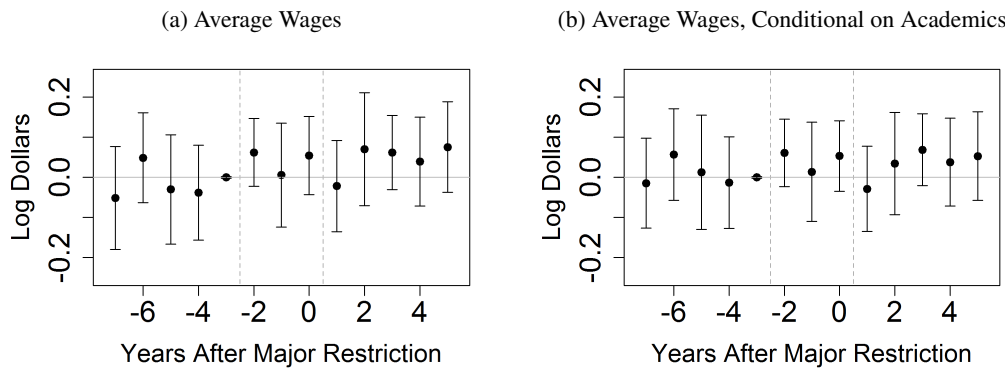 (a) Average Wages
(b) Average Wages, Conditional on Academics
0.2
0.0
-0.2
Log Dollars
-6 -4 -2 0 2 4
Years After Major Restriction
0.2
0.0
-0.2
Log Dollars
-6 -4 -2 0 2 4
Years After Major Restriction